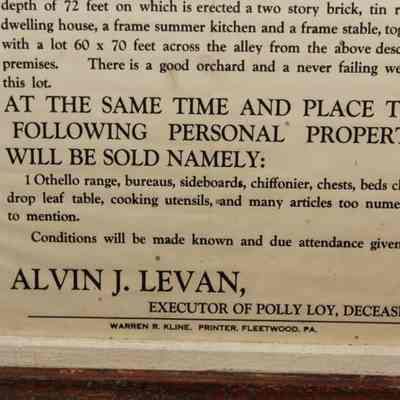 depth of 72 feet on which is erected a two story brick, tin r
dwelling house, a frame summer kitchen and a frame stable, tog
with a lot 60 x 70 feet across the alley from the above desc
premises. There is a good orchard and a never failing we
this lot.
AT THE SAME TIME AND PLACE T
FOLLOWING PERSONAL PROPERT
WILL BE SOLD NAMELY:
1 Othello range, bureaus, sideboards, chiffonier, chests, beds c
drop leaf table, cooking utensils, and many articles too nume
to mention.
Conditions will be made known and due attendance given
ALVIN J. LEVAN,
EXECUTOR OF POLLY LOY, DECEASE
WARREN R. KLINE, PRINTER, FLEETWOOD, PA.